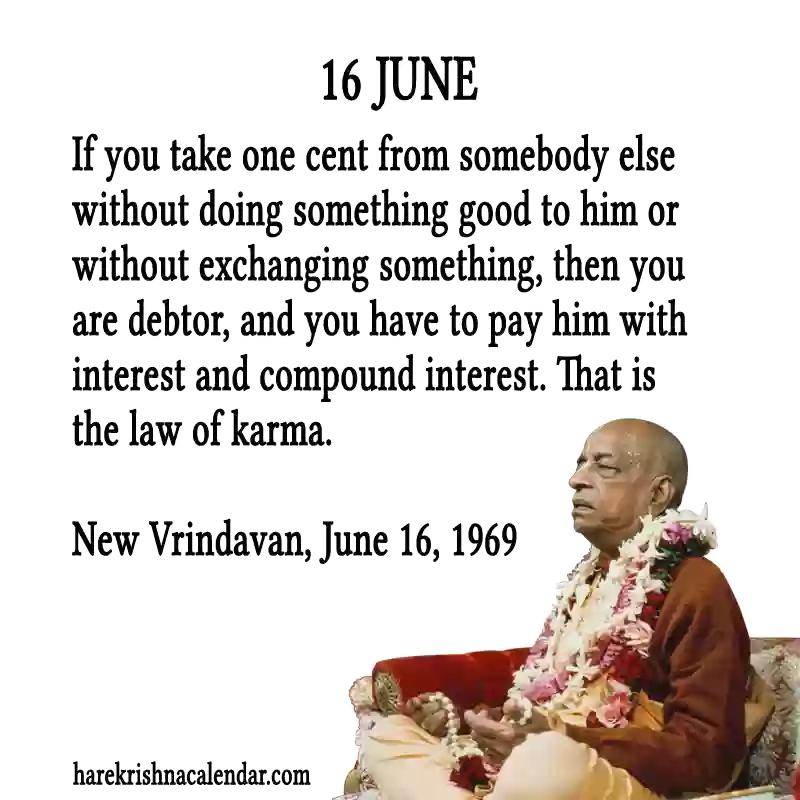 16 JUNE
If you take one cent from somebody else
without doing something good to him or
without exchanging something, then you
are debtor, and you have to pay him with
interest and compound interest. That is
the law of karma.
New Vrindavan, June 16, 1969
harekrishnacalendar.com